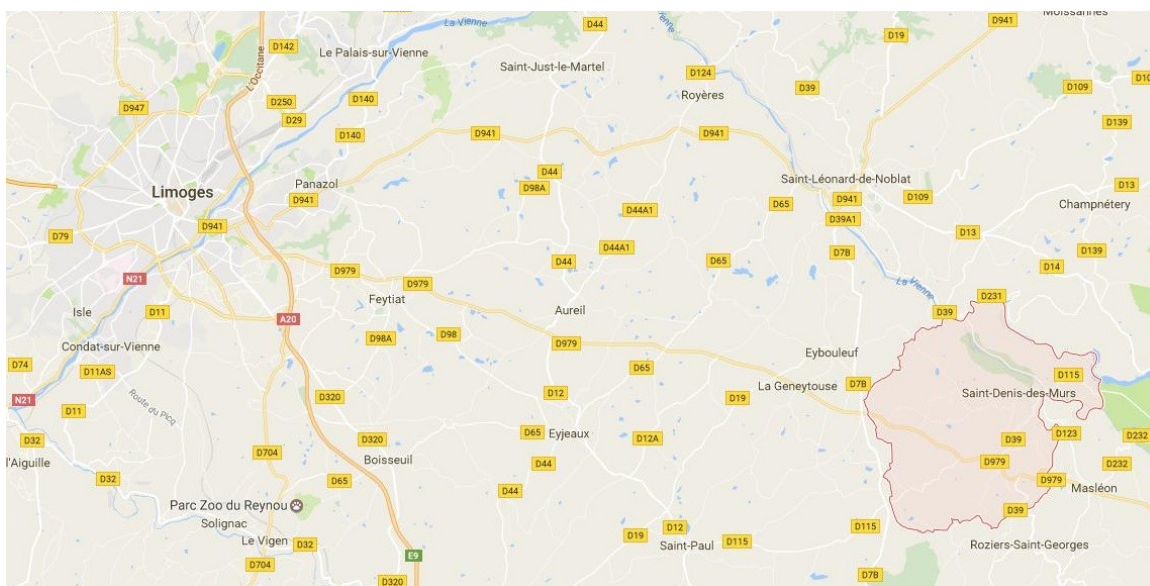 La Vienne
D44
Vienne
D941
Moissannes
D19
D142
L'Occitane
Le Palais-sur-Vienne
Saint-Just-le-Martel
D124
D109
D39
D947
D250
D140
Royères
D29
D139
D140
D941
D941
D44
Limoges
Panazol
D98A
Saint-Léonard-de-Noblat
D13
D941
D65
D941
D109
Champnétery
D44A1
D39A1
D941
D79
D44A1
D7B
D13
D139
D44
D65
D979
D14
N21
D979
La Vienne
D231
Feytiat
Isle
D11
Aureil
D39
A20
D98A
D98
D979
Condat-sur-Vienne
Eybouleuf
D74
D65
D11AS
La Geneytouse
D7B
D115
D12
D19
Saint-Denis-des-Murs
N21
D320
Route du Picq
D11
D32
D65
Eyjeaux
D12A
D39
D123
D232
D320
D704
Boisseuil
l'Aiguille
D44
D979
D232
D32
D65
D979
D44
Masléon
Parc Zoo du Reynou
D39
Solignac
D115
D12
D19
D115
Le Vigen
D32
Saint-Paul
Roziers-Saint-Georges
E9
D704
D320
D7B